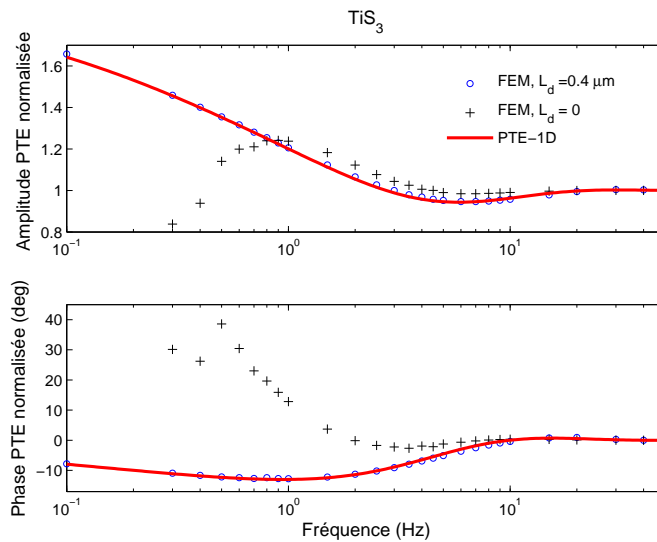 TiS3
Amplitude PTE normalisée
1.6
1.4
1.2
1
0.8
FEM, Ld =0.4 μm
FEM, Ld = 0
PTE−1D
10−1
100
101
Phase PTE normalisée (deg)
40
30
20
10
0
−10
10−1
100
101
Fréquence (Hz)